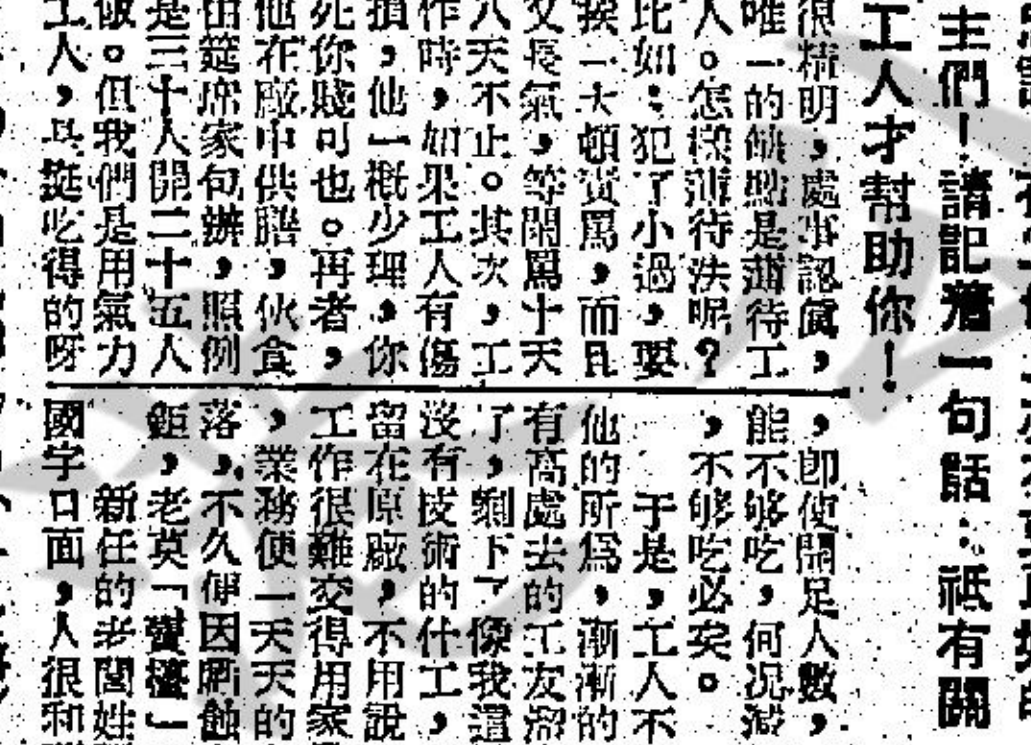 主們！請記着一句話：祗有關
工人才幫助你！
很精明，處事認眞，
唯一的缺點是薄待工
人。怎樣薄待法呢？
比如：犯了小過，要
挨一大頓責罵，而且
又長氣，等閒罵十天
八天不止。其次，工
作時，如果工人有傷
損，他一槪少理，你
死你賤可也。再者，
他在廠中供膳，伙食
由筵席家包辦，照例
是三十人開二十五人
。但我們是用氣力
工人，眞挺吃得的呀
，卽使開足人數，
能不够吃，何况減
，不够吃必矣。
于是，工人不
他的所爲，漸漸的
有高處去的工友溜
了，剩下了像我這
沒有技術的什工，
留在原廠，不用說
工作很難交得用家
，業務便一天天的
落，不久便因虧蝕
鉅，老莫「
新任的老闆姓
國字口面，人很和